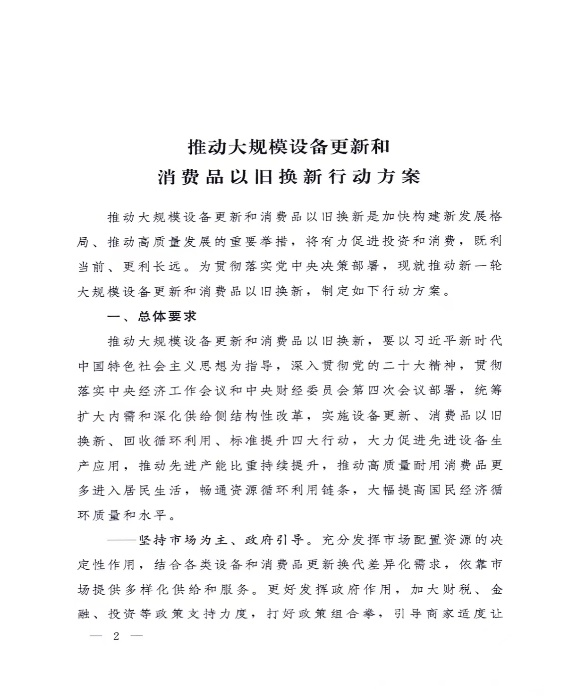 推动大规模设备更新和
消费品以旧换新行动方案
推动大规模设备更新和消费品以旧换新是加快构建新发展格
局、推动高质量发展的重要举措，将有力促进投资和消费，既利
当前、更利长远。为贯彻落实党中央决策部署，现就推动新一轮
大规模设备更新和消费品以旧换新，制定如下行动方案。
一、总体要求
推动大规模设备更新和消费品以旧换新，要以习近平新时代
中国特色社会主义思想为指导，深入贯彻党的二十大精神，贯彻
落实中央经济工作会议和中央财经委员会第四次会议部署，统筹
扩大内需和深化供给侧结构性改革，实施设备更新、消费品以旧
换新、回收循环利用、标准提升四大行动，大力促进先进设备生
产应用，推动先进产能比重持续提升，推动高质量耐用消费品更
多进入居民生活，畅通资源循环利用链条，大幅提高国民经济循
环质量和水平。
——坚持市场为主、政府引导。充分发挥市场配置资源的决
定性作用，结合各类设备和消费品更新换代差异化需求，依靠市
场提供多样化供给和服务。更好发挥政府作用，加大财税、金
融、投资等政策支持力度，打好政策组合拳，引导商家适度让
— 2 —